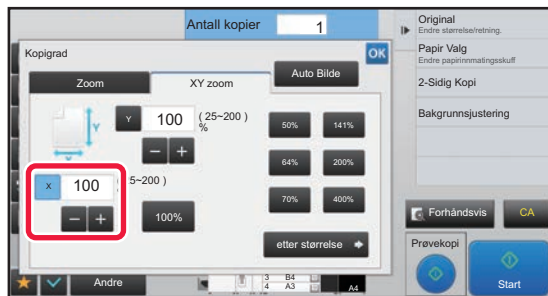 Antall kopier 1
Kopigrad
OK
Zoom
XY zoom
Auto Bilde
Y
Y 100 ( 25~200 )
%
50% 141%
64% 200%
70% 400%
X 100 ( 5~200 )
100%
etter størrelse
Andre
3 B4
4 A3
A4
Original
Endre størrelse/retning.
Papir Valg
Endre papirinnmatingsskuff
2-Sidig Kopi
Bakgrunnsjustering
Forhåndsvis
CA
Prøvekopi
Start